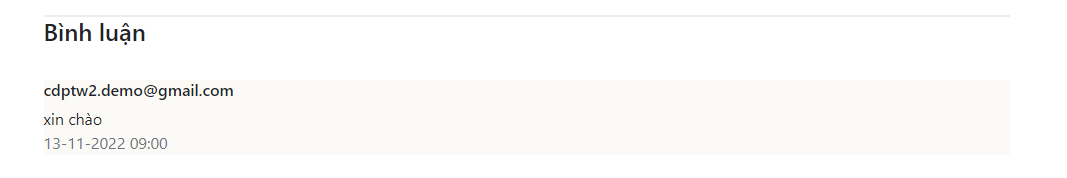 Bình luận
cdptw2.demo@gmail.com
xin chào
13-11-2022 09:00